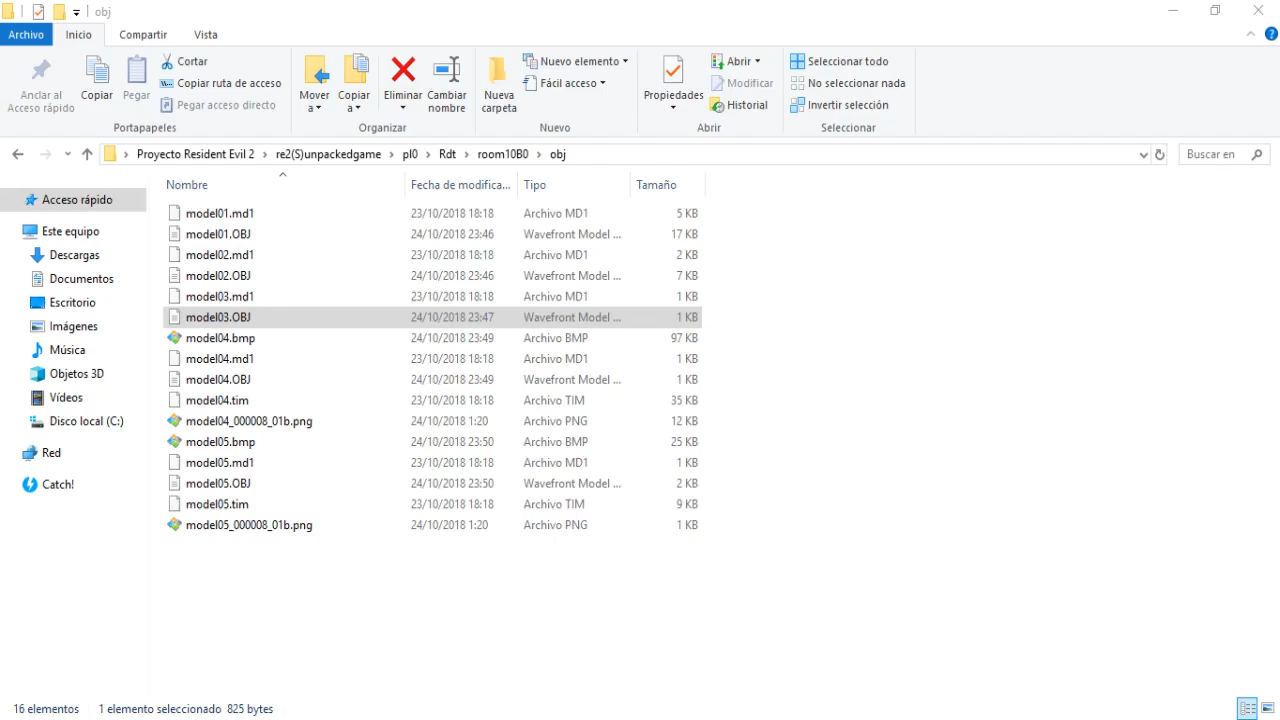 obj
Archivo Inicio Compartir Vista
Anclar al Acceso rápido
Copiar
Pegar
Cortar
Copiar ruta de acceso
Pegar acceso directo
Portapapeles
Mover a
Copiar a
Eliminar
Cambiar nombre
Organizar
Nueva carpeta
Nuevo elemento
Fácil acceso
Nuevo
Propiedades
Abrir
Modificar
Historial
Abrir
Seleccionar todo
No seleccionar nada
Invertir selección
Seleccionar
Proyecto Resident Evil 2 › re2(S)unpackedgame › pl0 › Rdt › room10B0 › obj
Buscar en
Acceso rápido
Este equipo
Descargas
Documentos
Escritorio
Imágenes
Música
Objetos 3D
Vídeos
Disco local (C:)
Red
Catch!
Nombre Fecha de modifica... Tipo Tamaño
model01.md1 23/10/2018 18:18 Archivo MD1 5 KB
model01.OBJ 24/10/2018 23:46 Wavefront Model ... 17 KB
model02.md1 23/10/2018 18:18 Archivo MD1 2 KB
model02.OBJ 24/10/2018 23:46 Wavefront Model ... 7 KB
model03.md1 23/10/2018 18:18 Archivo MD1 1 KB
model03.OBJ 24/10/2018 23:47 Wavefront Model ... 1 KB
model04.bmp 24/10/2018 23:49 Archivo BMP 97 KB
model04.md1 23/10/2018 18:18 Archivo MD1 1 KB
model04.OBJ 24/10/2018 23:49 Wavefront Model ... 1 KB
model04.tim 23/10/2018 18:18 Archivo TIM 35 KB
model04_000008_01b.png 24/10/2018 1:20 Archivo PNG 12 KB
model05.bmp 24/10/2018 23:50 Archivo BMP 25 KB
model05.md1 23/10/2018 18:18 Archivo MD1 1 KB
model05.OBJ 24/10/2018 23:50 Wavefront Model ... 2 KB
model05.tim 23/10/2018 18:18 Archivo TIM 9 KB
model05_000008_01b.png 24/10/2018 1:20 Archivo PNG 1 KB
16 elementos 1 elemento seleccionado 825 bytes